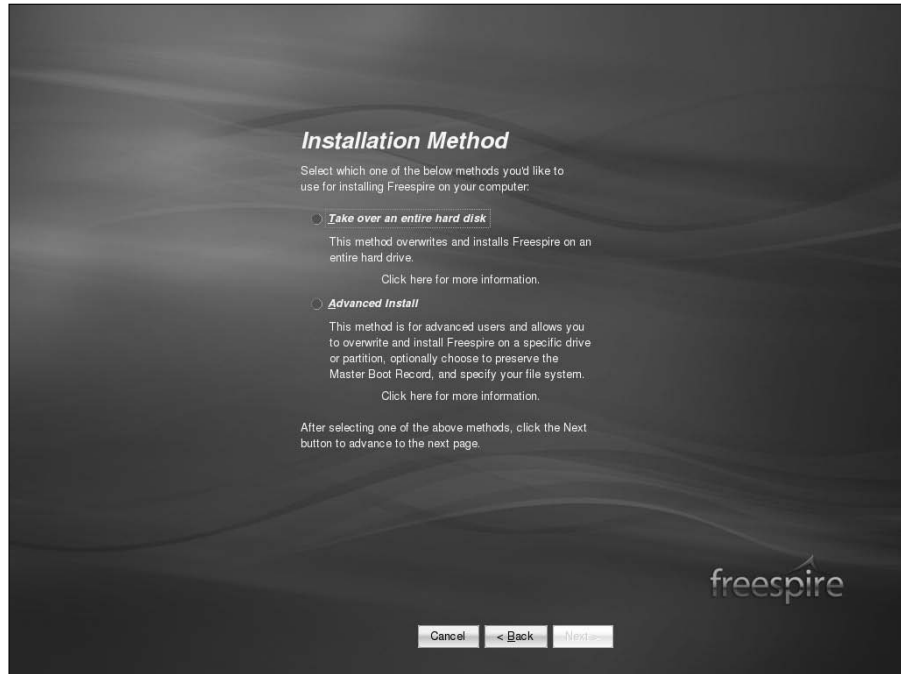 Installation Method
Select which one of the below methods you'd like to
use for installing Freespire on your computer:
Take over an entire hard disk
This method overwrites and installs Freespire on an
entire hard drive.
Click here for more information.
Advanced Install
This method is for advanced users and allows you
to overwrite and install Freespire on a specific drive
or partition, optionally choose to preserve the
Master Boot Record, and specify your file system.
Click here for more information.
After selecting one of the above methods, click the Next
button to advance to the next page.
freespire
Cancel
< Back
Next >